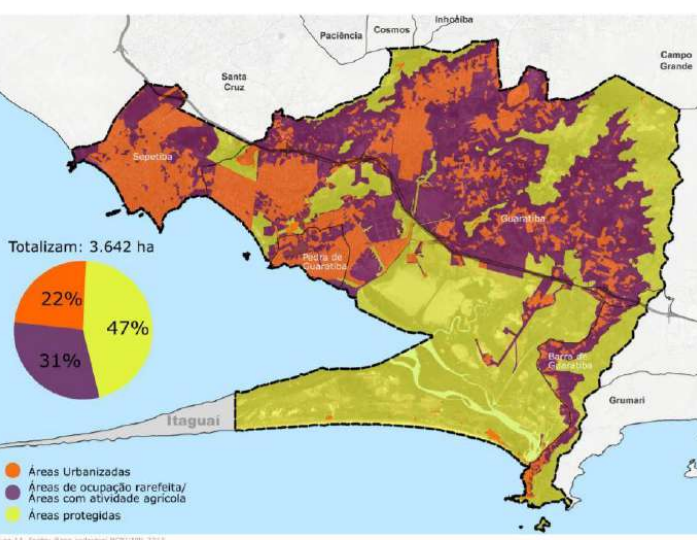 Inhoaíba
Paciência
Cosmos
Campo
Grande
Santa
Cruz
Sepetiba
Guaratiba
Pedra de
Guaratiba
Totalizam: 3.642 ha
22%
47%
31%
Barra de
Guaratiba
Grumari
Itaguaí
Áreas Urbanizadas
Áreas de ocupação rarefeita/
Áreas com atividade agrícola
Áreas protegidas